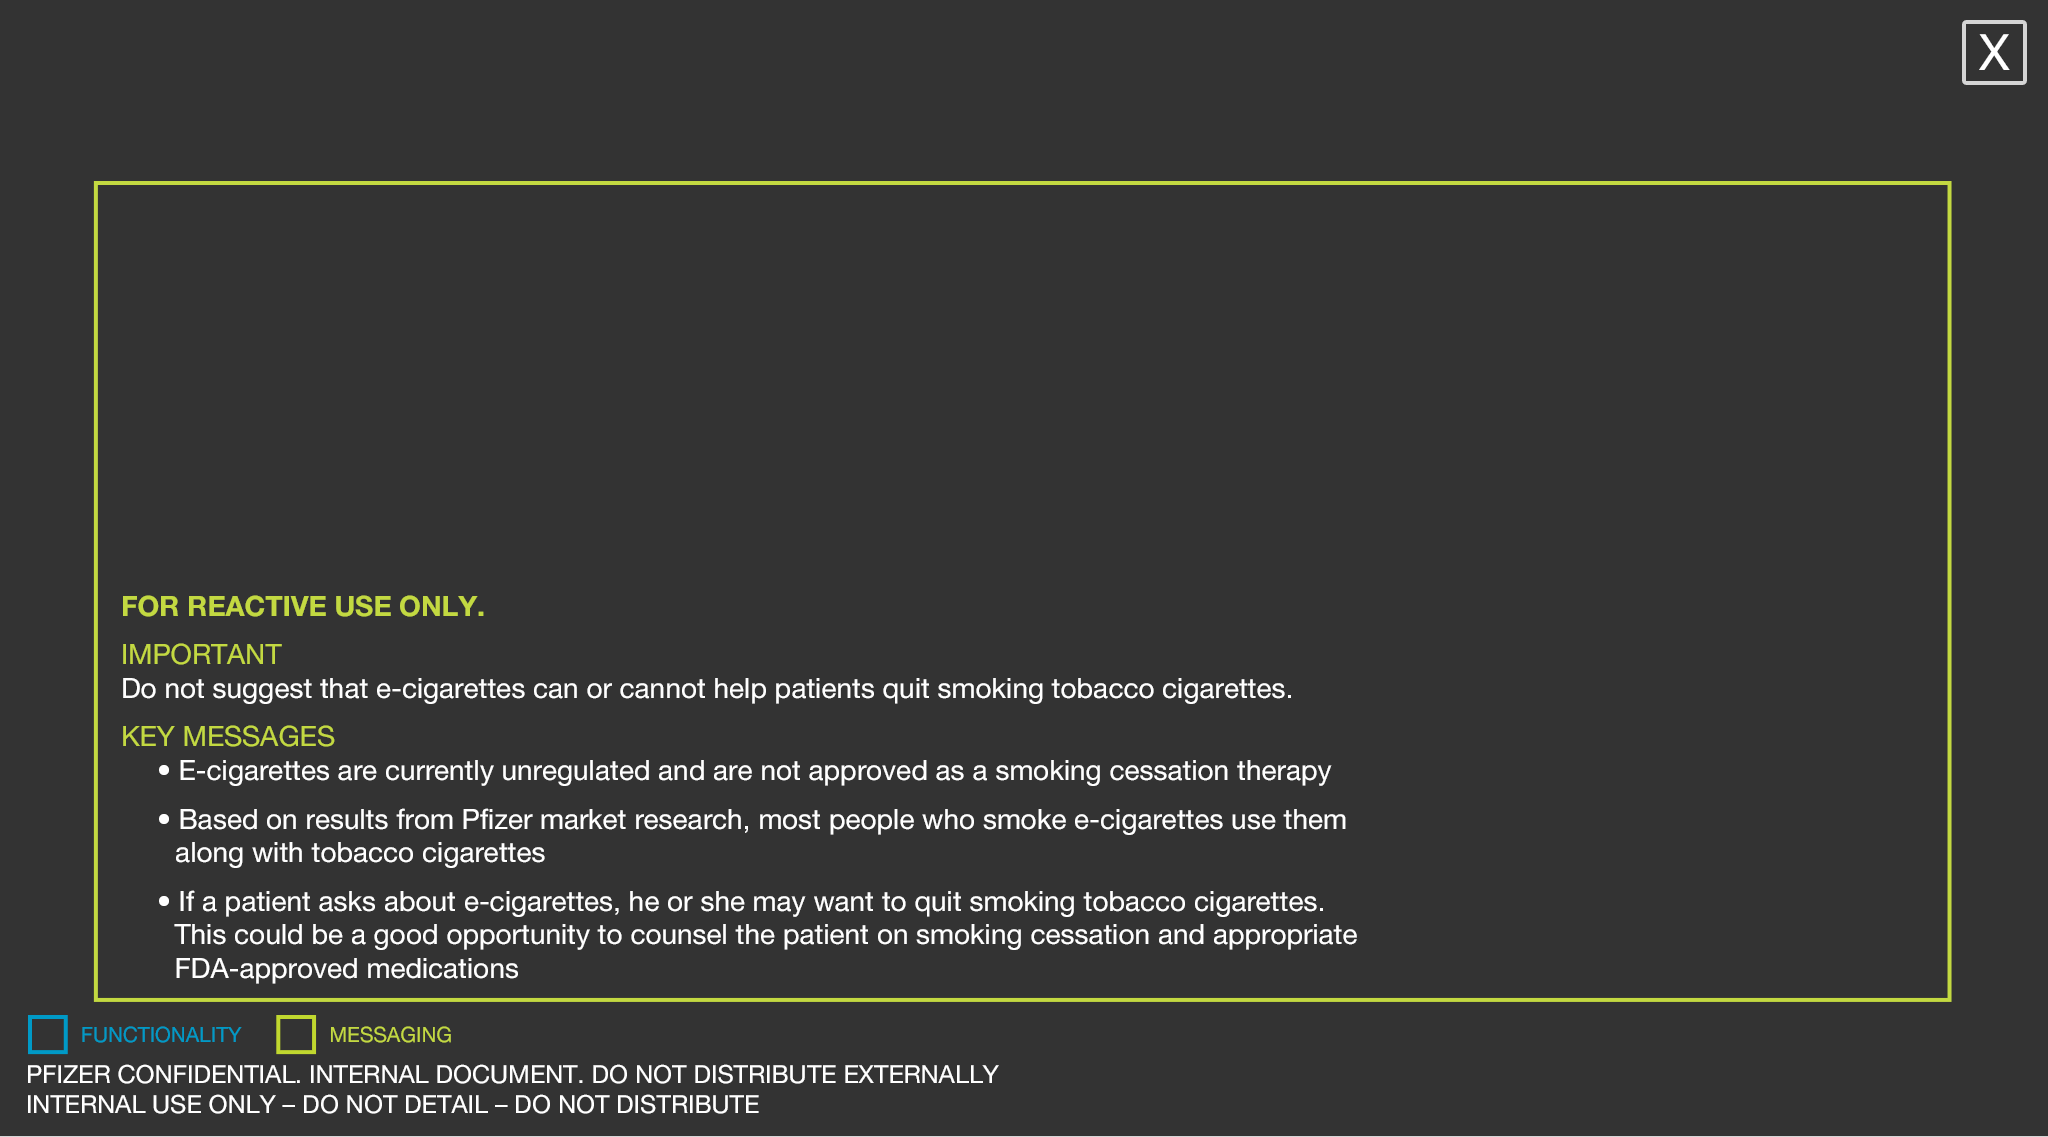 X
FOR REACTIVE USE ONLY.
IMPORTANT
Do not suggest that e-cigarettes can or cannot help patients quit smoking tobacco cigarettes.
KEY MESSAGES
• E-cigarettes are currently unregulated and are not approved as a smoking cessation therapy
• Based on results from Pfizer market research, most people who smoke e-cigarettes use them
along with tobacco cigarettes
• If a patient asks about e-cigarettes, he or she may want to quit smoking tobacco cigarettes.
This could be a good opportunity to counsel the patient on smoking cessation and appropriate
FDA-approved medications
FUNCTIONALITY MESSAGING
PFIZER CONFIDENTIAL. INTERNAL DOCUMENT. DO NOT DISTRIBUTE EXTERNALLY
INTERNAL USE ONLY – DO NOT DETAIL – DO NOT DISTRIBUTE